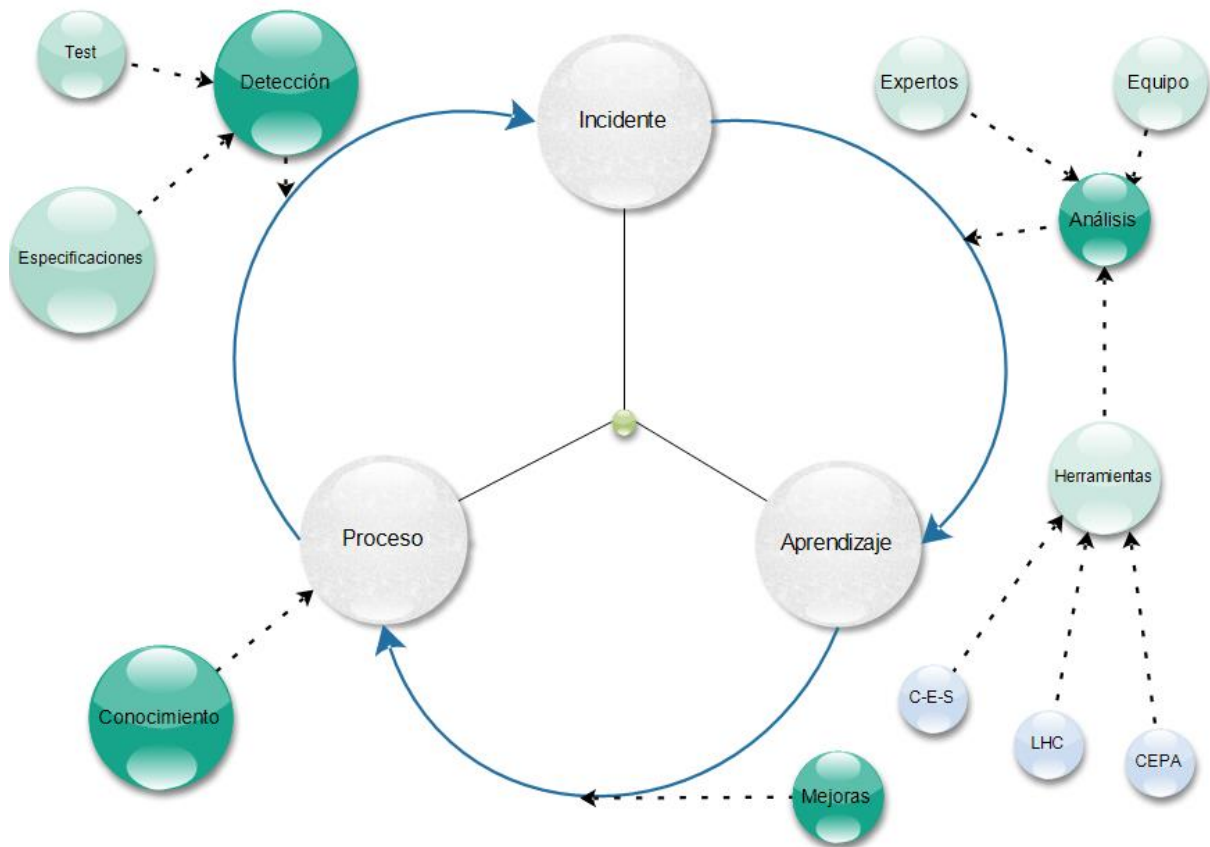 Test
Detección
Incidente
Expertos
Equipo
Análisis
Especificaciones
Herramientas
Proceso
Aprendizaje
C-E-S
Conocimiento
LHC
CEPA
Mejoras